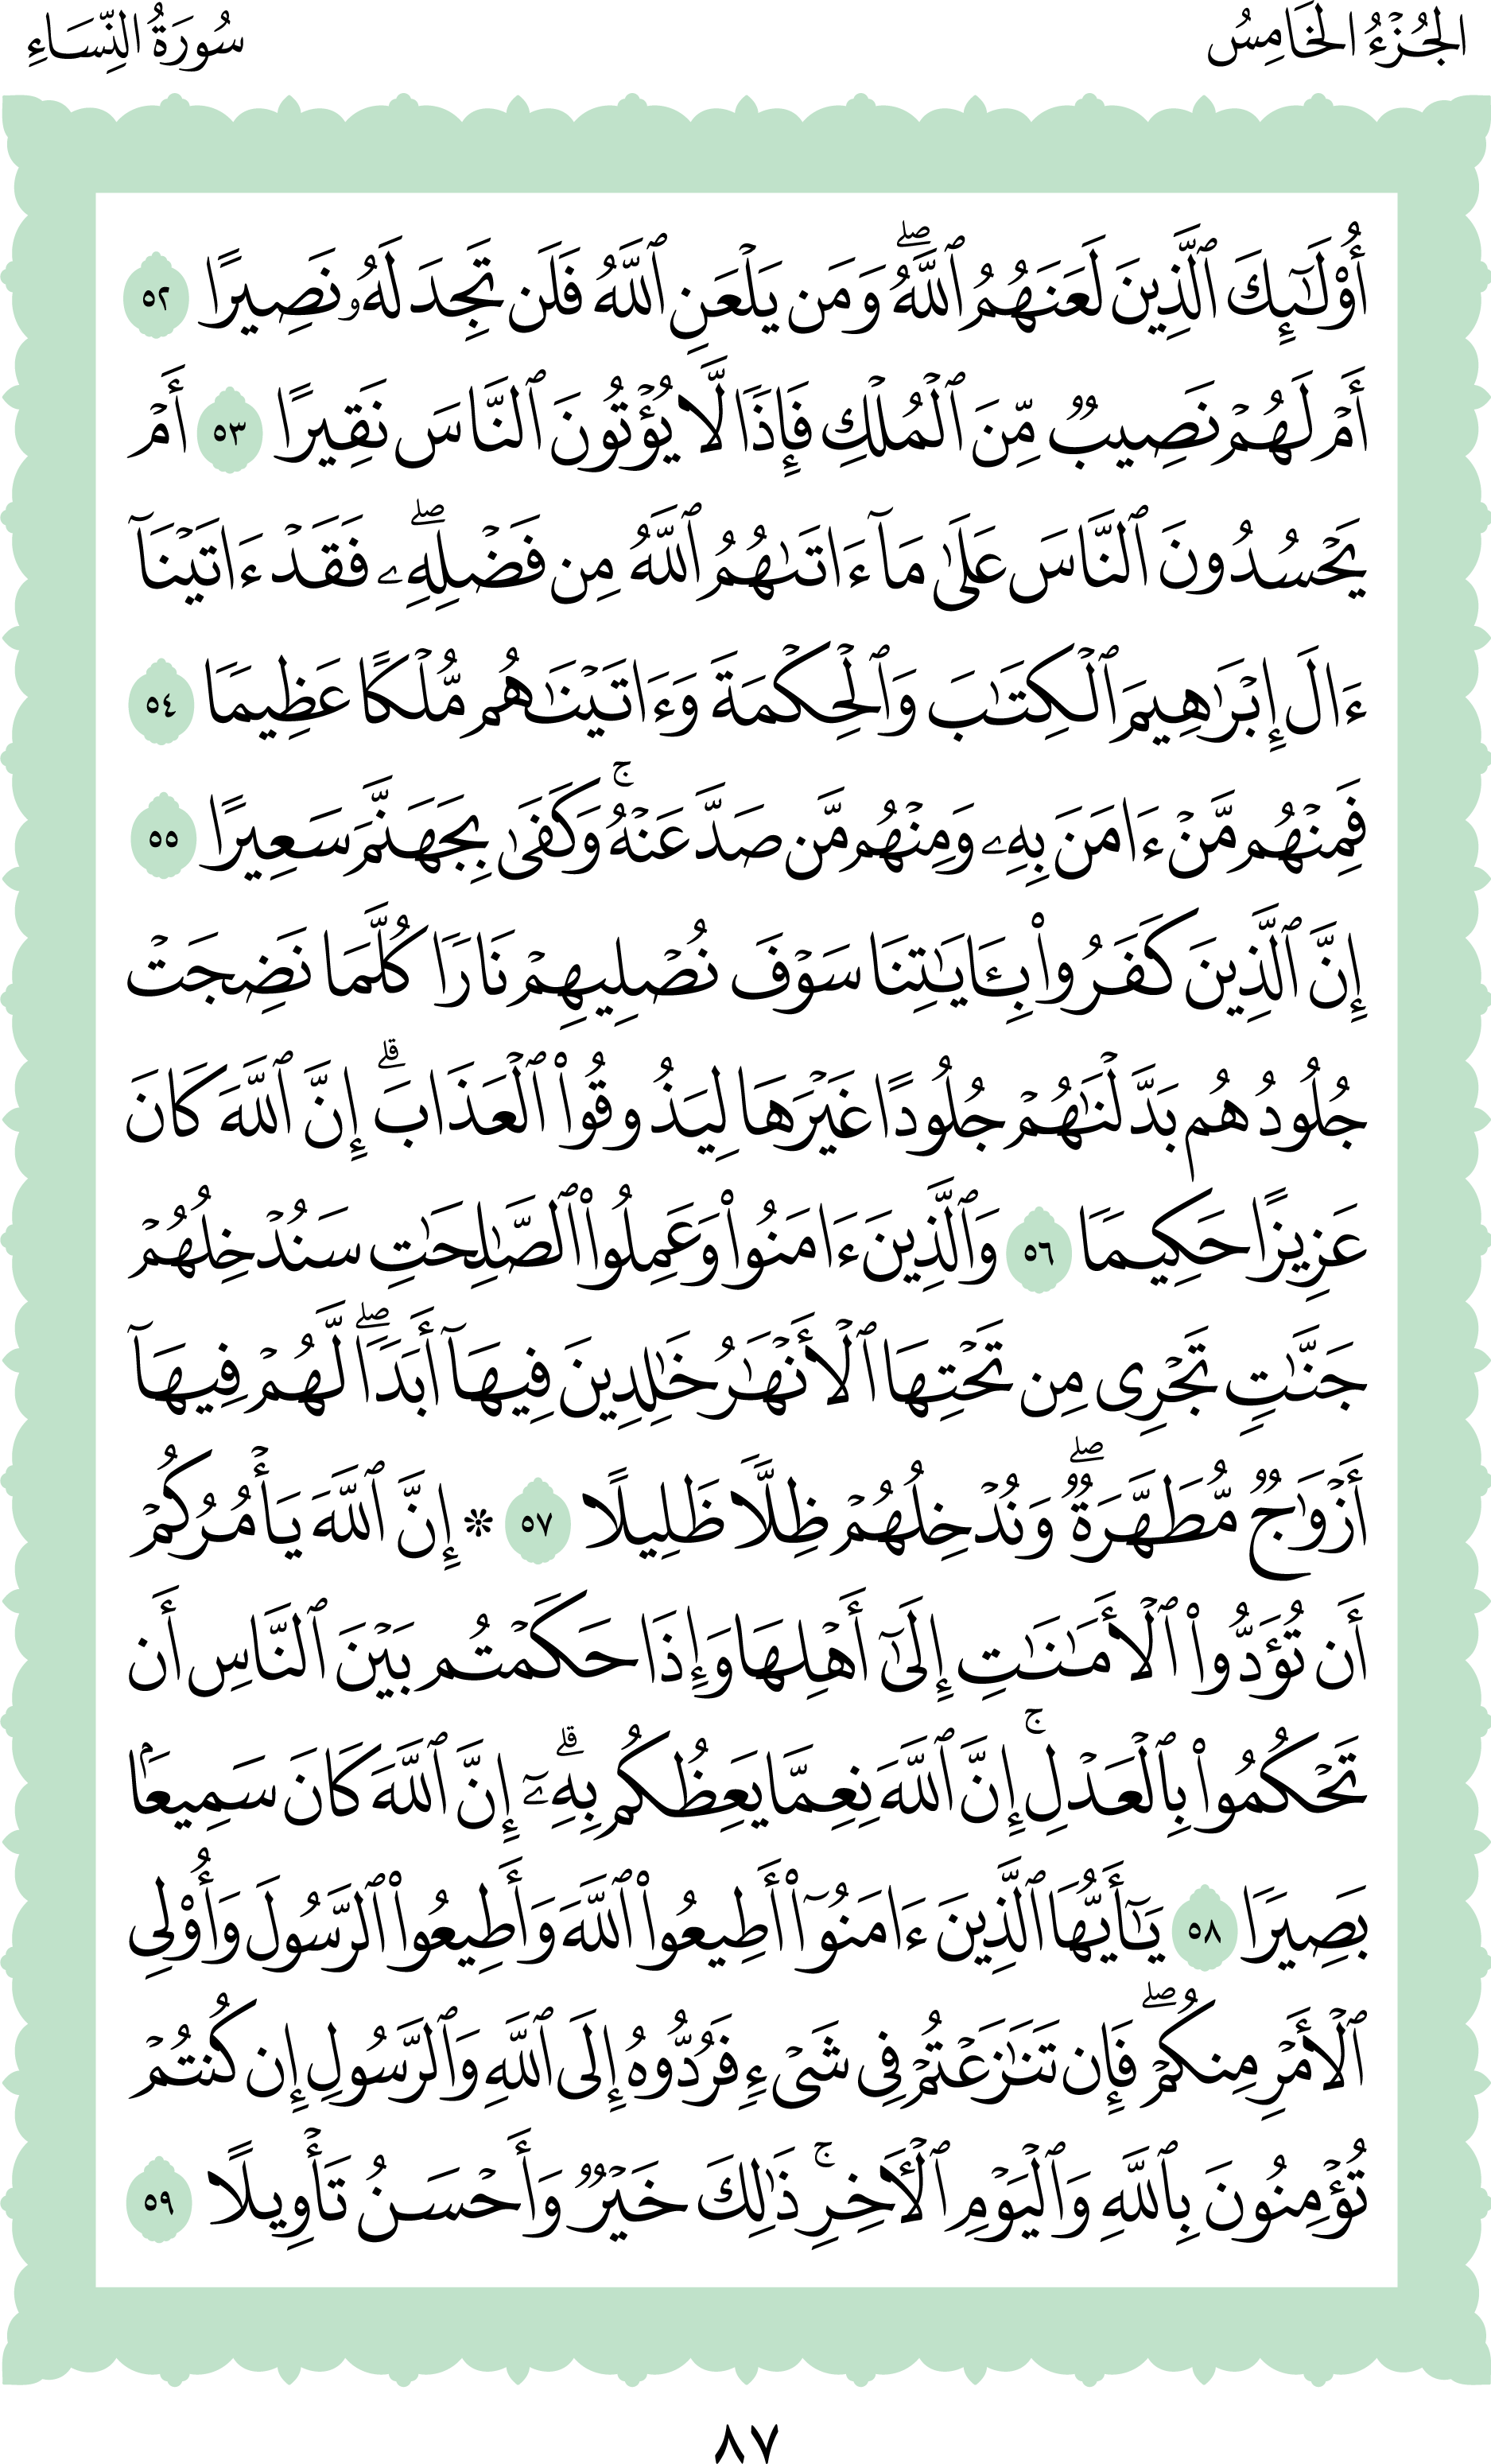 الجُزْءُ الخَامِسُ
سُورَةُ النِّسَاءِ
أُوْلَٰٓئِكَ ٱلَّذِينَ لَعَنَهُمُ ٱللَّهُۖ وَمَن يَلۡعَنِ ٱللَّهُ فَلَن تَجِدَ لَهُۥ نَصِيرًا ٥٢
أَمۡ لَهُمۡ نَصِيبٞ مِّنَ ٱلۡمُلۡكِ فَإِذٗا لَّا يُؤۡتُونَ ٱلنَّاسَ نَقِيرًا ٥٣ أَمۡ
يَحۡسُدُونَ ٱلنَّاسَ عَلَىٰ مَآ ءَاتَىٰهُمُ ٱللَّهُ مِن فَضۡلِهِۦۖ فَقَدۡ ءَاتَيۡنَآ
ءَالَ إِبۡرَٰهِيمَ ٱلۡكِتَٰبَ وَٱلۡحِكۡمَةَ وَءَاتَيۡنَٰهُم مُّلۡكًا عَظِيمٗا ٥٤
فَمِنۡهُم مَّنۡ ءَامَنَ بِهِۦ وَمِنۡهُم مَّن صَدَّ عَنۡهُۚ وَكَفَىٰ بِجَهَنَّمَ سَعِيرًا ٥٥
إِنَّ ٱلَّذِينَ كَفَرُواْ بِـَٔايَٰتِنَا سَوۡفَ نُصۡلِيهِمۡ نَارٗا كُلَّمَا نَضِجَتۡ
جُلُودُهُم بَدَّلۡنَٰهُمۡ جُلُودًا غَيۡرَهَا لِيَذُوقُواْ ٱلۡعَذَابَۗ إِنَّ ٱللَّهَ كَانَ
عَزِيزًا حَكِيمٗا ٥٦ وَٱلَّذِينَ ءَامَنُواْ وَعَمِلُواْ ٱلصَّٰلِحَٰتِ سَنُدۡخِلُهُمۡ
جَنَّٰتٖ تَجۡرِي مِن تَحۡتِهَا ٱلۡأَنۡهَٰرُ خَٰلِدِينَ فِيهَآ أَبَدٗاۖ لَّهُمۡ فِيهَآ
أَزۡوَٰجٞ مُّطَهَّرَةٞۖ وَنُدۡخِلُهُمۡ ظِلّٗا ظَلِيلًا ٥٧ ۞ إِنَّ ٱللَّهَ يَأۡمُرُكُمۡ
أَن تُؤَدُّواْ ٱلۡأَمَٰنَٰتِ إِلَىٰٓ أَهۡلِهَا وَإِذَا حَكَمۡتُم بَيۡنَ ٱلنَّاسِ أَن
تَحۡكُمُواْ بِٱلۡعَدۡلِۚ إِنَّ ٱللَّهَ نِعِمَّا يَعِظُكُم بِهِۦٓۗ إِنَّ ٱللَّهَ كَانَ سَمِيعَۢا
بَصِيرٗا ٥٨ يَٰٓأَيُّهَا ٱلَّذِينَ ءَامَنُوٓاْ أَطِيعُواْ ٱللَّهَ وَأَطِيعُواْ ٱلرَّسُولَ وَأُوْلِي
ٱلۡأَمۡرِ مِنكُمۡۖ فَإِن تَنَٰزَعۡتُمۡ فِي شَيۡءٖ فَرُدُّوهُ إِلَى ٱللَّهِ وَٱلرَّسُولِ إِن كُنتُمۡ
تُؤۡمِنُونَ بِٱللَّهِ وَٱلۡيَوۡمِ ٱلۡأٓخِرِۚ ذَٰلِكَ خَيۡرٞ وَأَحۡسَنُ تَأۡوِيلًا ٥٩
٨٧